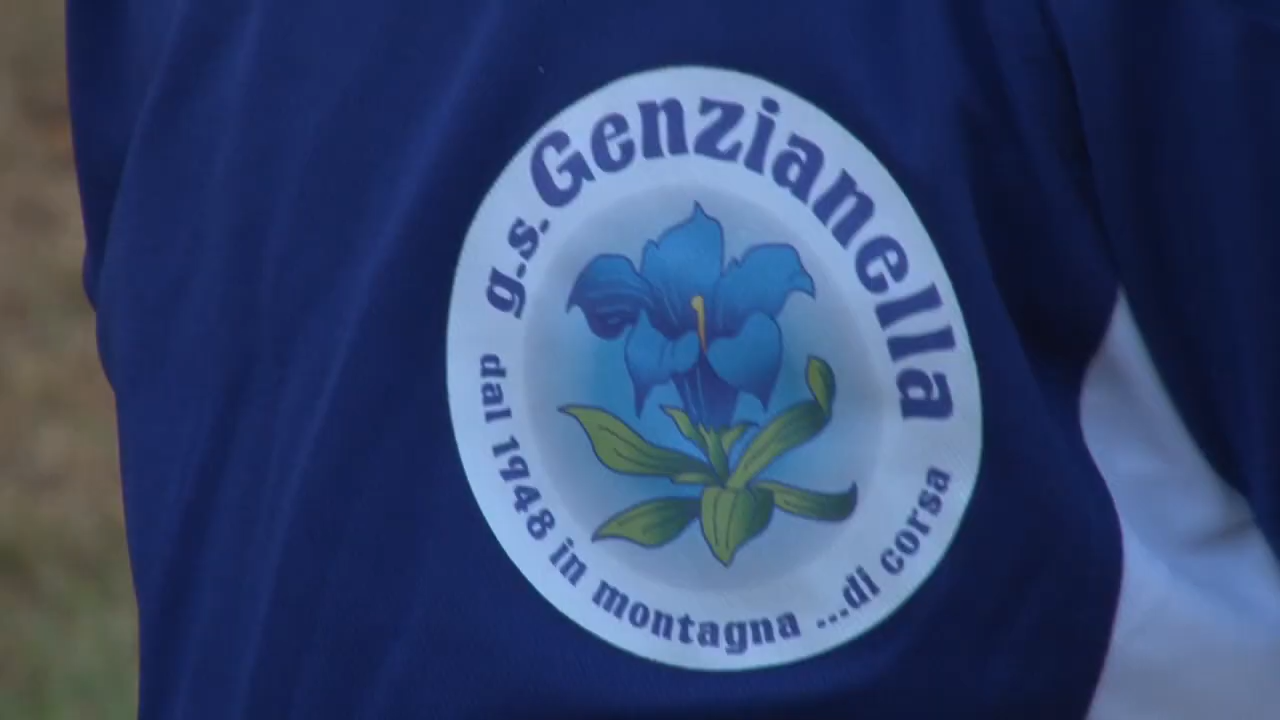 g.s. Genzianella
dal 1948 in montagna ...di corsa